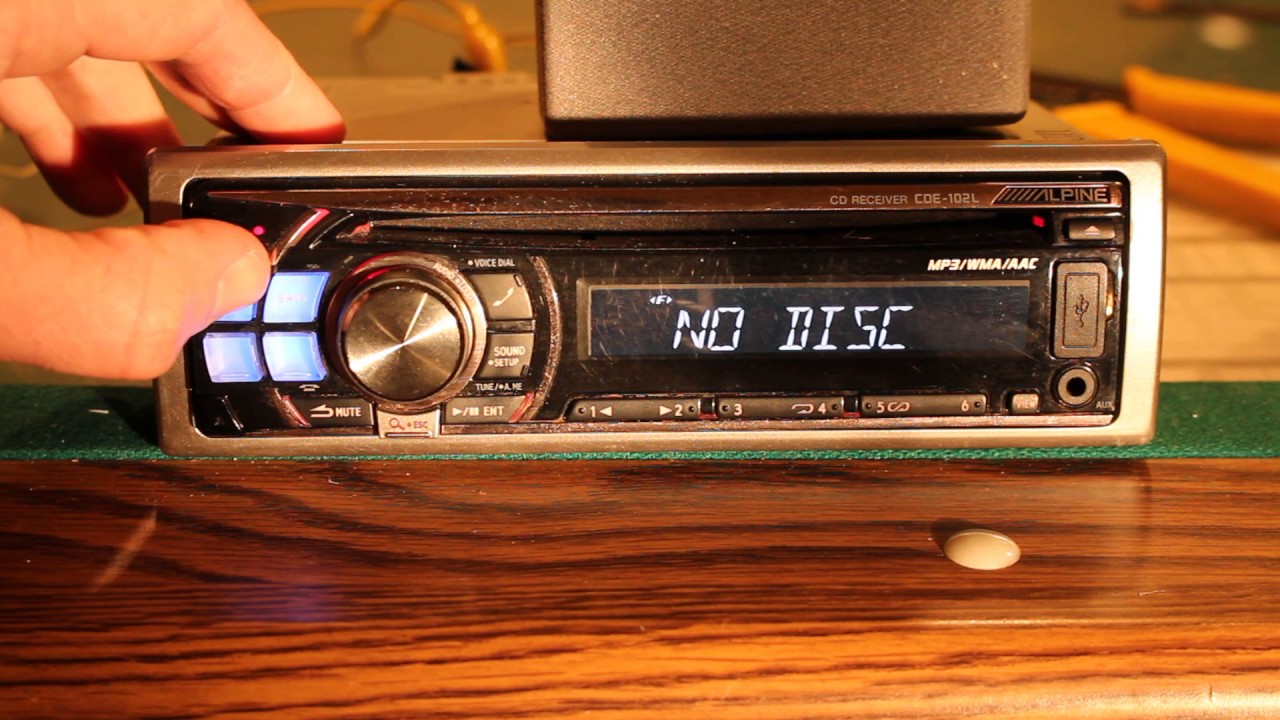 CD RECEIVER CDE-102L ALPINE
VOICE DIAL
MP3/WMA/AAC
F
NO DISC
SOUND
SETUP
TUNE/A.ME
MUTE
ENT
1
2
3
4
5
6
VIEW
AUX
ESC